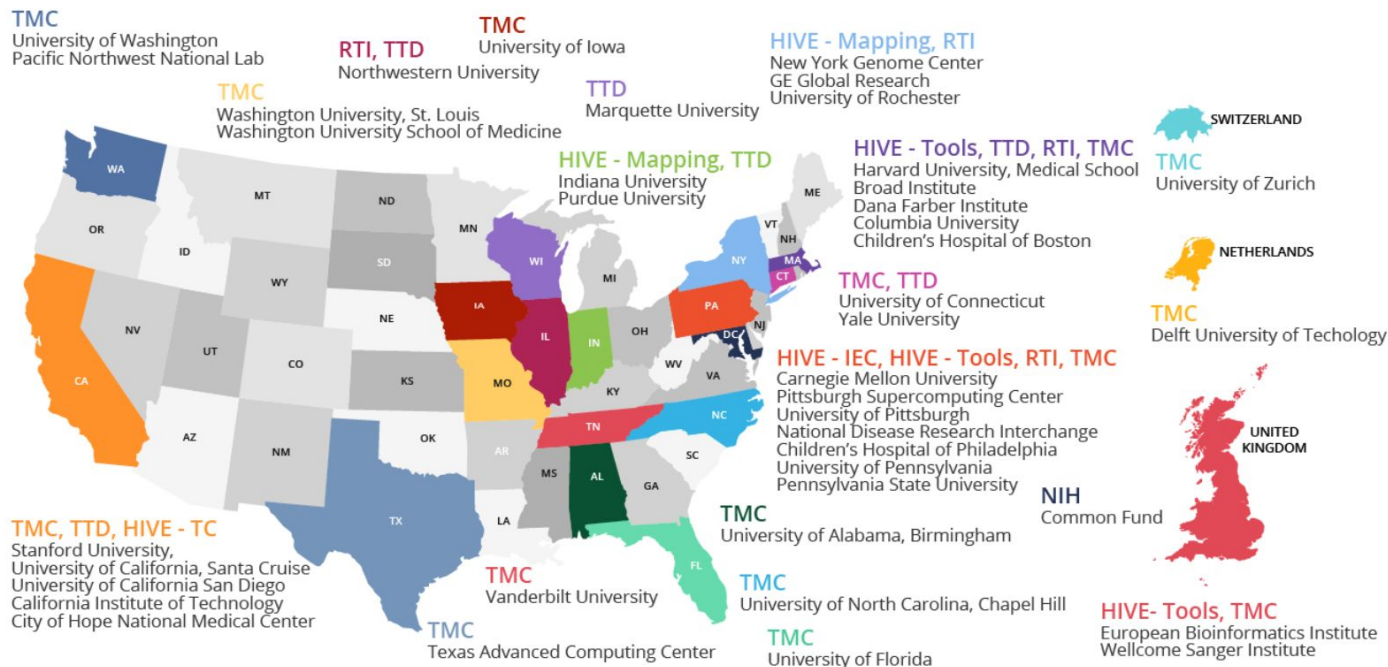 TMC
University of Washington
Pacific Northwest National Lab
RTI, TTD
Northwestern University
TMC
University of Iowa
HIVE - Mapping, RTI
New York Genome Center
GE Global Research
University of Rochester
TMC
Washington University, St. Louis
Washington University School of Medicine
TTD
Marquette University
HIVE - Mapping, TTD
Indiana University
Purdue University
HIVE - Tools, TTD, RTI, TMC
Harvard University, Medical School
Broad Institute
Dana Farber Institute
Columbia University
Children's Hospital of Boston
SWITZERLAND
TMC
University of Zurich
NETHERLANDS
TMC
Delft University of Techology
TMC, TTD
University of Connecticut
Yale University
HIVE - IEC, HIVE - Tools, RTI, TMC
Carnegie Mellon University
Pittsburgh Supercomputing Center
University of Pittsburgh
National Disease Research Interchange
Children's Hospital of Philadelphia
University of Pennsylvania
Pennsylvania State University
UNITED
KINGDOM
HIVE- Tools, TMC
European Bioinformatics Institute
Wellcome Sanger Institute
NIH
Common Fund
TMC
University of Alabama, Birmingham
TMC
University of North Carolina, Chapel Hill
TMC
University of Florida
TMC
Vanderbilt University
TMC
Texas Advanced Computing Center
TMC, TTD, HIVE - TC
Stanford University,
University of California, Santa Cruise
University of California San Diego
California Institute of Technology
City of Hope National Medical Center
WA
OR
ID
MT
ND
MN
SD
WY
WI
MI
NY
VT
NH
ME
MA
CT
NV
UT
CO
NE
IA
IL
IN
OH
PA
NJ
DC
CA
KS
MO
KY
WV
VA
AZ
NM
OK
AR
TN
NC
SC
TX
LA
MS
AL
GA
FL